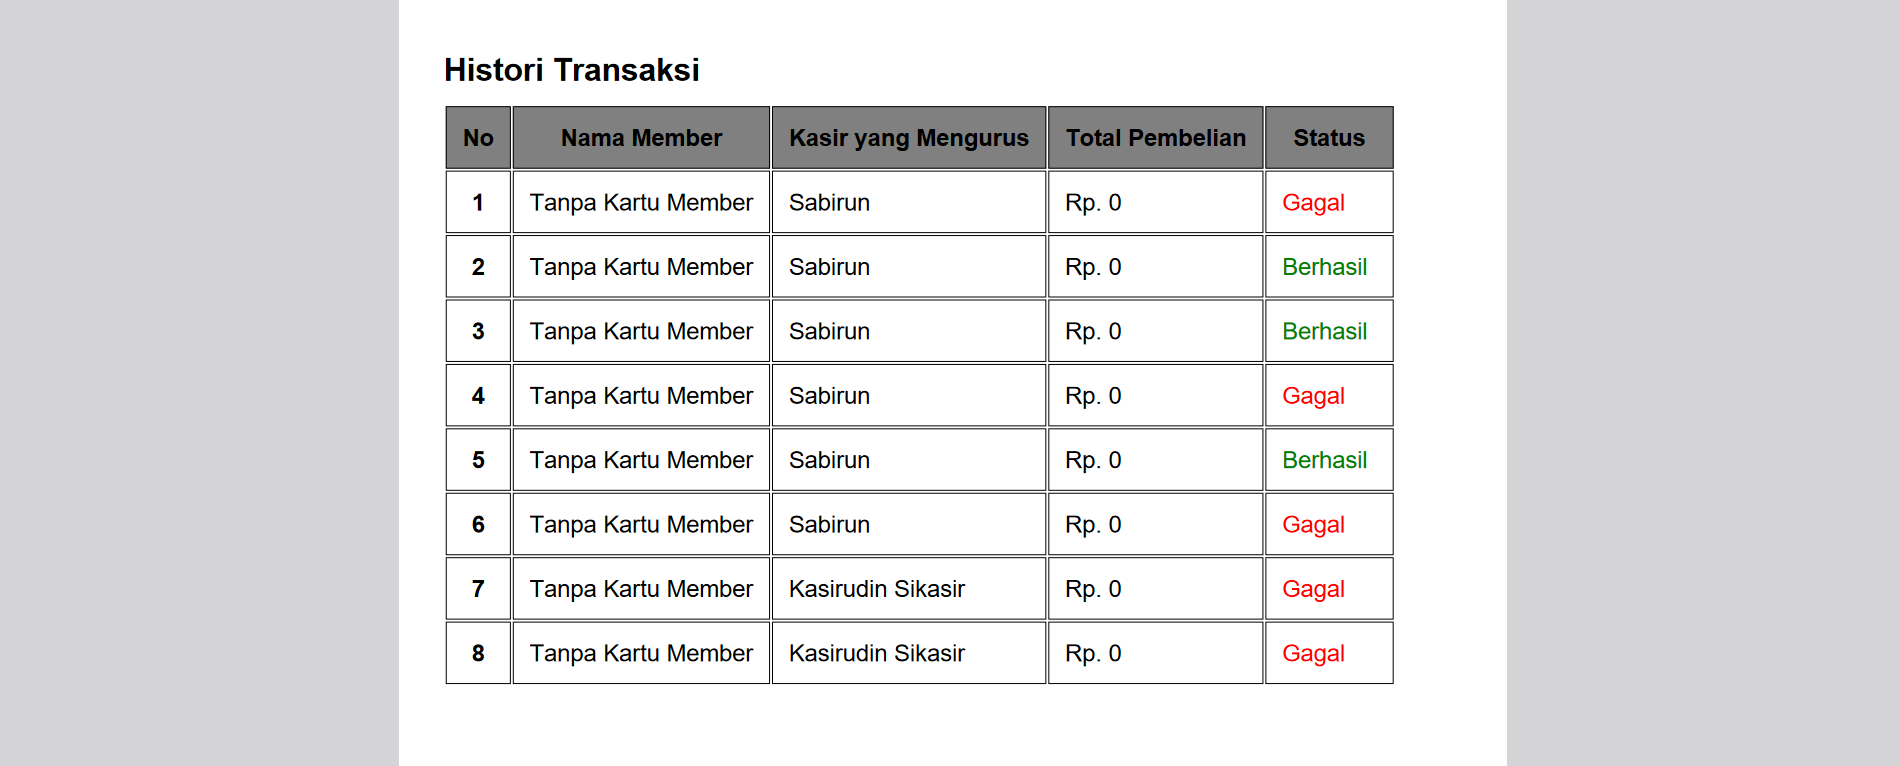 Histori Transaksi
No Nama Member Kasir yang Mengurus Total Pembelian Status
1 Tanpa Kartu Member Sabirun Rp. 0 Gagal
2 Tanpa Kartu Member Sabirun Rp. 0 Berhasil
3 Tanpa Kartu Member Sabirun Rp. 0 Berhasil
4 Tanpa Kartu Member Sabirun Rp. 0 Gagal
5 Tanpa Kartu Member Sabirun Rp. 0 Berhasil
6 Tanpa Kartu Member Sabirun Rp. 0 Gagal
7 Tanpa Kartu Member Kasirudin Sikasir Rp. 0 Gagal
8 Tanpa Kartu Member Kasirudin Sikasir Rp. 0 Gagal